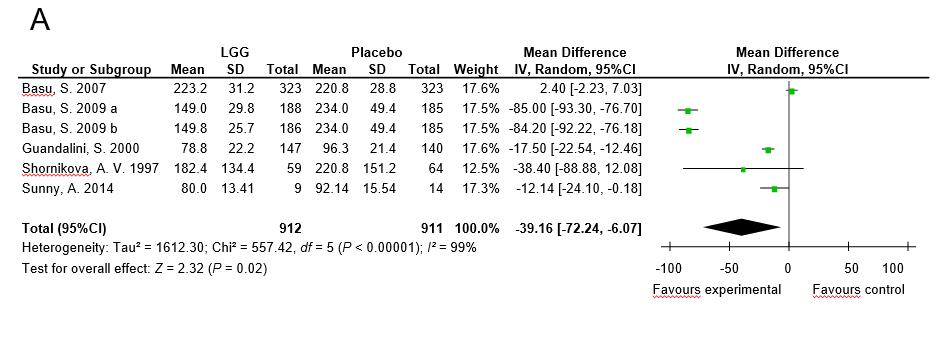 A
LGG Placebo Mean Difference Mean Difference
Study or Subgroup Mean SD Total Mean SD Total Weight IV, Random, 95%CI IV, Random, 95%CI
Basu, S. 2007 223.2 31.2 323 220.8 28.8 323 17.6% 2.40 [-2.23, 7.03]
Basu, S. 2009 a 149.0 29.8 188 234.0 49.4 185 17.5% -85.00 [-93.30, -76.70]
Basu, S. 2009 b 149.8 25.7 186 234.0 49.4 185 17.5% -84.20 [-92.22, -76.18]
Guandalini, S. 2000 78.8 22.2 147 96.3 21.4 140 17.6% -17.50 [-22.54, -12.46]
Shornikova, A. V. 1997 182.4 134.4 59 220.8 151.2 64 12.5% -38.40 [-88.88, 12.08]
Sunny, A. 2014 80.0 13.41 9 92.14 15.54 14 17.3% -12.14 [-24.10, -0.18]
Total (95%CI) 912 911 100.0% -39.16 [-72.24, -6.07]
Heterogeneity: Tau² = 1612.30; Chi² = 557.42, df = 5 (P < 0.00001); I² = 99%
Test for overall effect: Z = 2.32 (P = 0.02)
-100 -50 0 50 100
Favours experimental Favours control